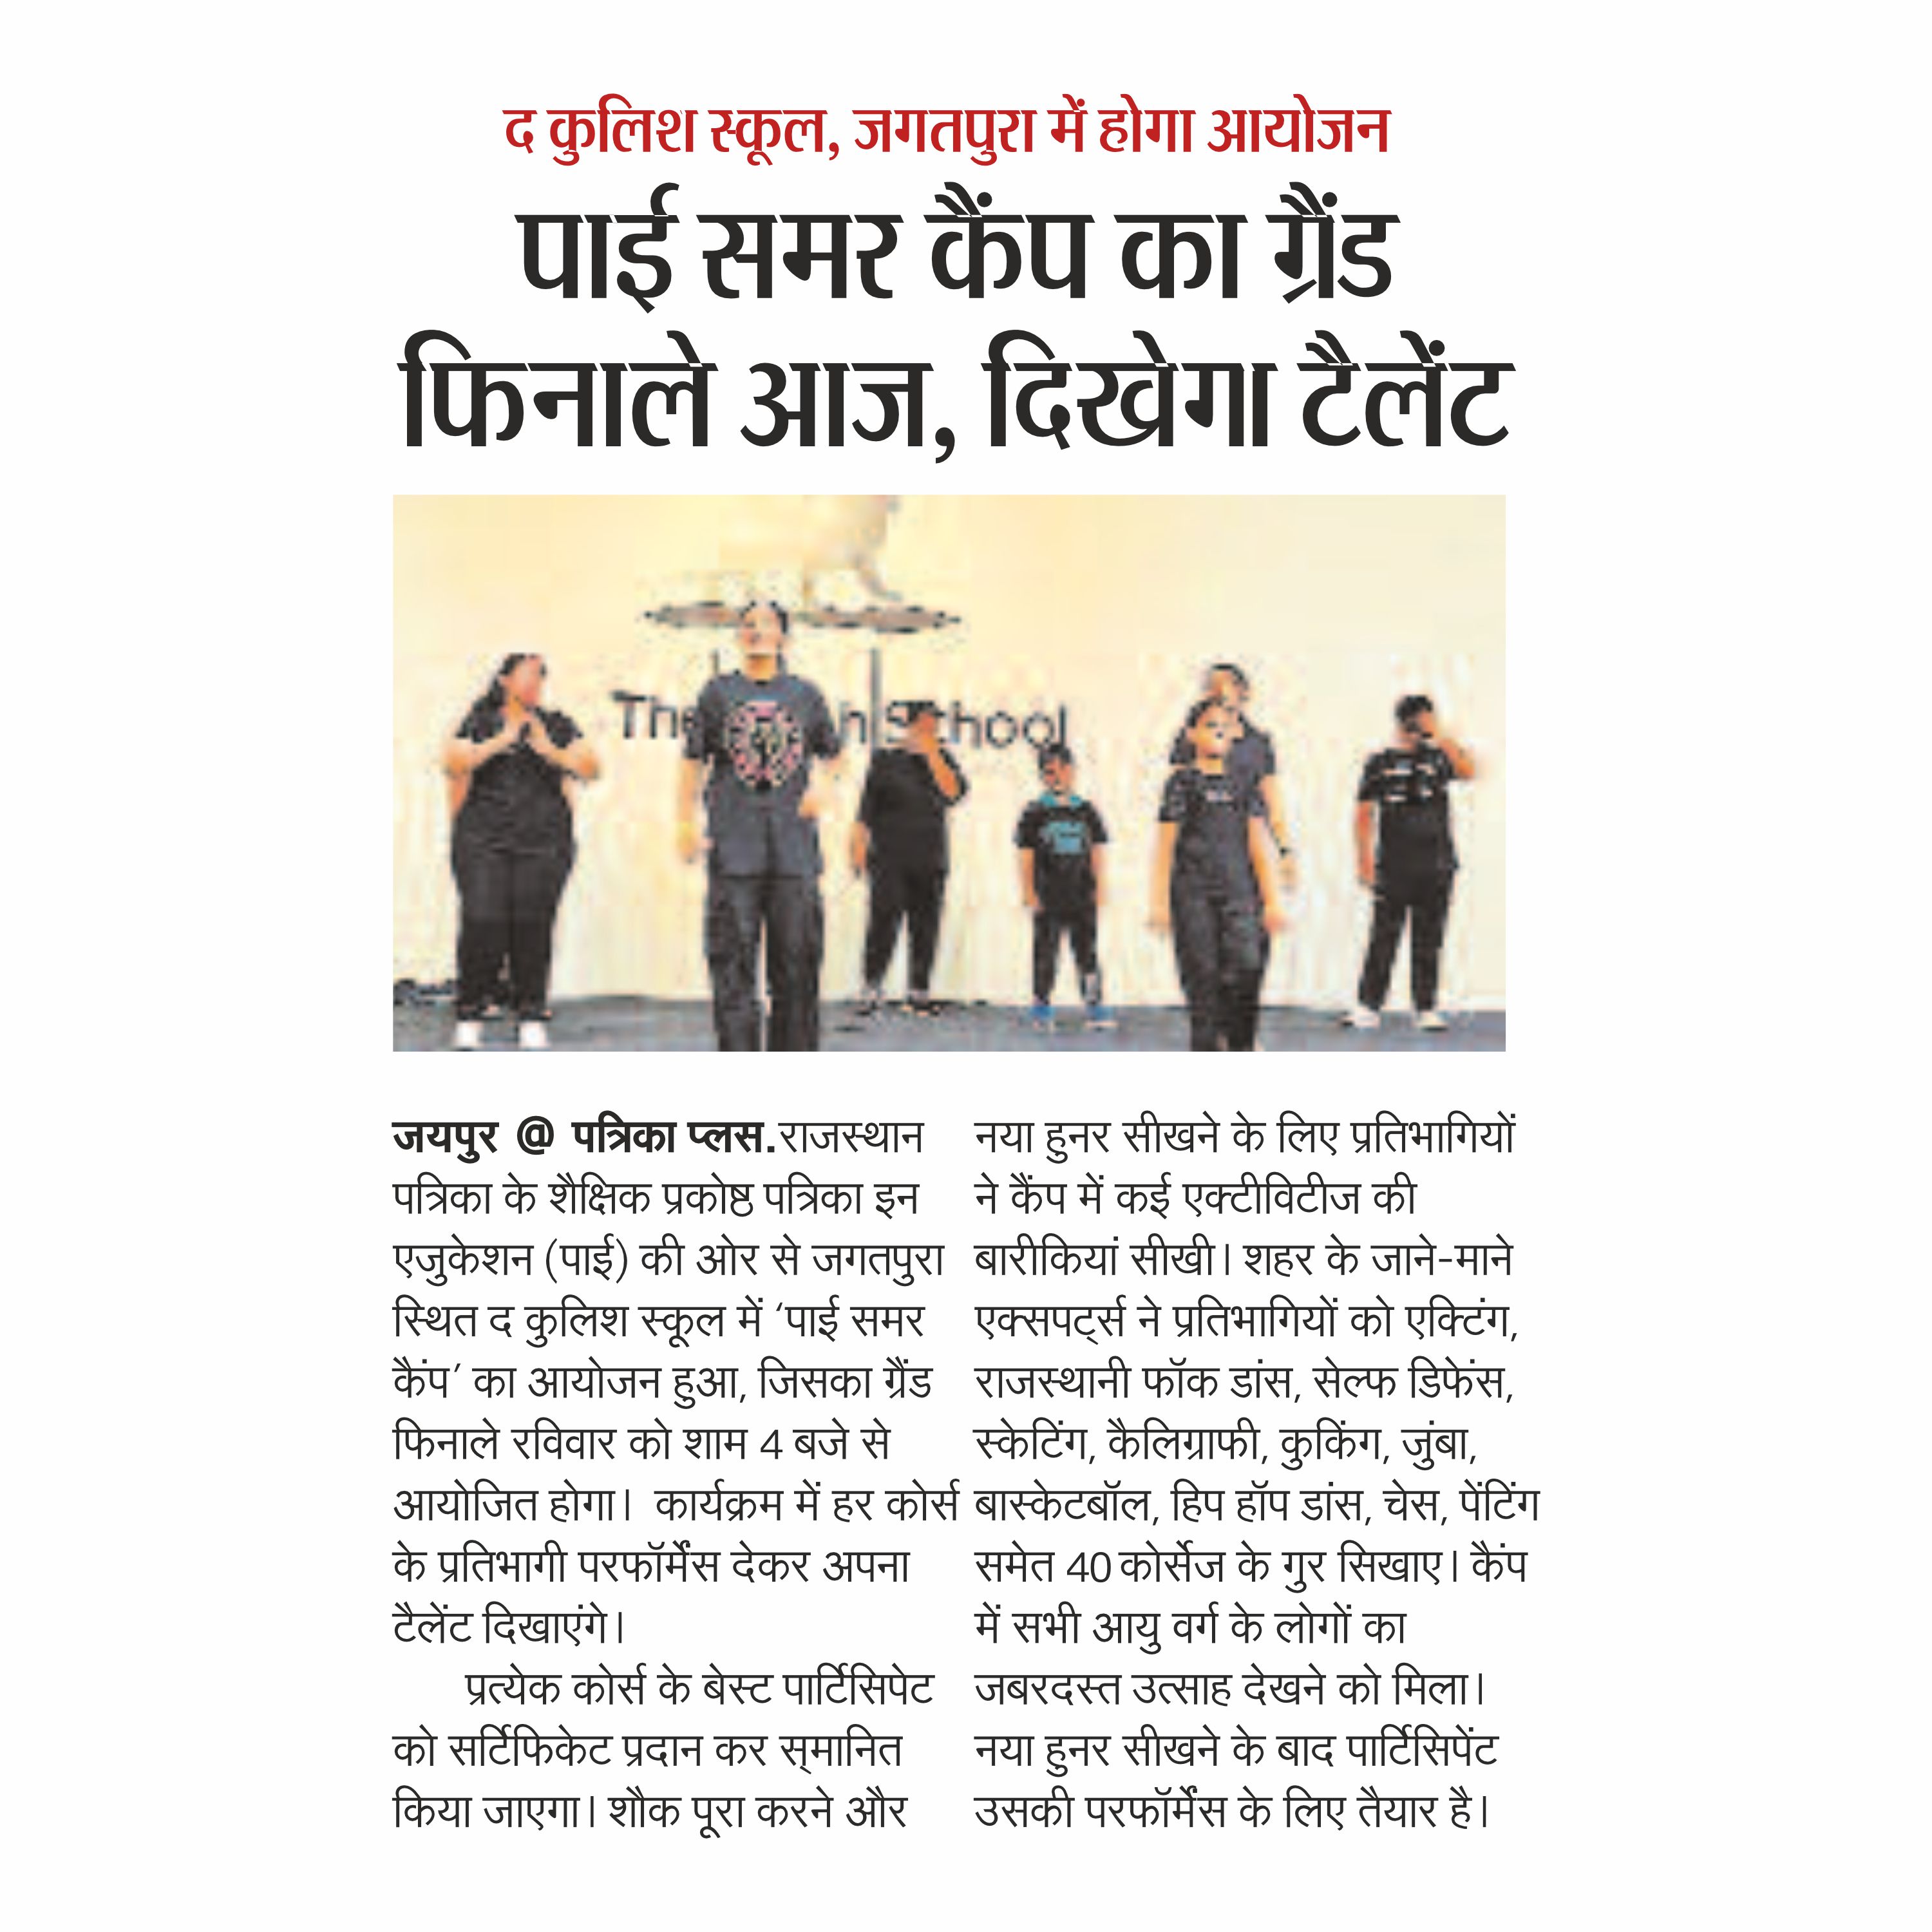 द कुलिश स्कूल, जगतपुरा में होगा आयोजन
पाई समर कैंप का ग्रैंड
फिनाले आज, दिखेगा टैलेंट
The h School
जयपुर @ पत्रिका प्लस.राजस्थान
पत्रिका के शैक्षिक प्रकोष्ठ पत्रिका इन
एजुकेशन (पाई) की ओर से जगतपुरा
स्थित द कुलिश स्कूल में ‘पाई समर
कैंप’ का आयोजन हुआ, जिसका ग्रैंड
फिनाले रविवार को शाम 4 बजे से
आयोजित होगा। कार्यक्रम में हर कोर्स
के प्रतिभागी परफॉर्मेंस देकर अपना
टैलेंट दिखाएंगे।
प्रत्येक कोर्स के बेस्ट पार्टिसिपेट
को सर्टिफिकेट प्रदान कर स्मानित
किया जाएगा। शौक पूरा करने और
नया हुनर सीखने के लिए प्रतिभागियों
ने कैंप में कई एक्टीविटीज की
बारीकियां सीखी। शहर के जाने-माने
एक्सपर्ट्स ने प्रतिभागियों को एक्टिंग,
राजस्थानी फॉक डांस, सेल्फ डिफेंस,
स्केटिंग, कैलिग्राफी, कुकिंग, जुंबा,
बास्केटबॉल, हिप हॉप डांस, चेस, पेंटिंग
समेत 40 कोर्सेज के गुर सिखाए। कैंप
में सभी आयु वर्ग के लोगों का
जबरदस्त उत्साह देखने को मिला।
नया हुनर सीखने के बाद पार्टिसिपेंट
उसकी परफॉर्मेंस के लिए तैयार है।